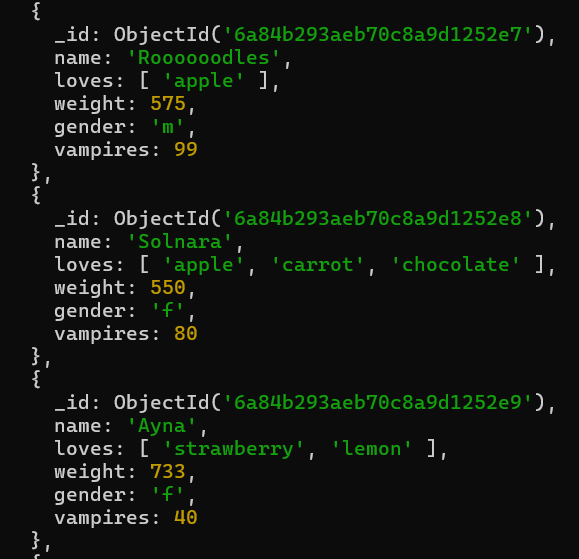 {
_id: ObjectId('6a84b293aeb70c8a9d1252e7'),
name: 'Roooooodles',
loves: [ 'apple' ],
weight: 575,
gender: 'm',
vampires: 99
},
{
_id: ObjectId('6a84b293aeb70c8a9d1252e8'),
name: 'Solnara',
loves: [ 'apple', 'carrot', 'chocolate' ],
weight: 550,
gender: 'f',
vampires: 80
},
{
_id: ObjectId('6a84b293aeb70c8a9d1252e9'),
name: 'Ayna',
loves: [ 'strawberry', 'lemon' ],
weight: 733,
gender: 'f',
vampires: 40
},